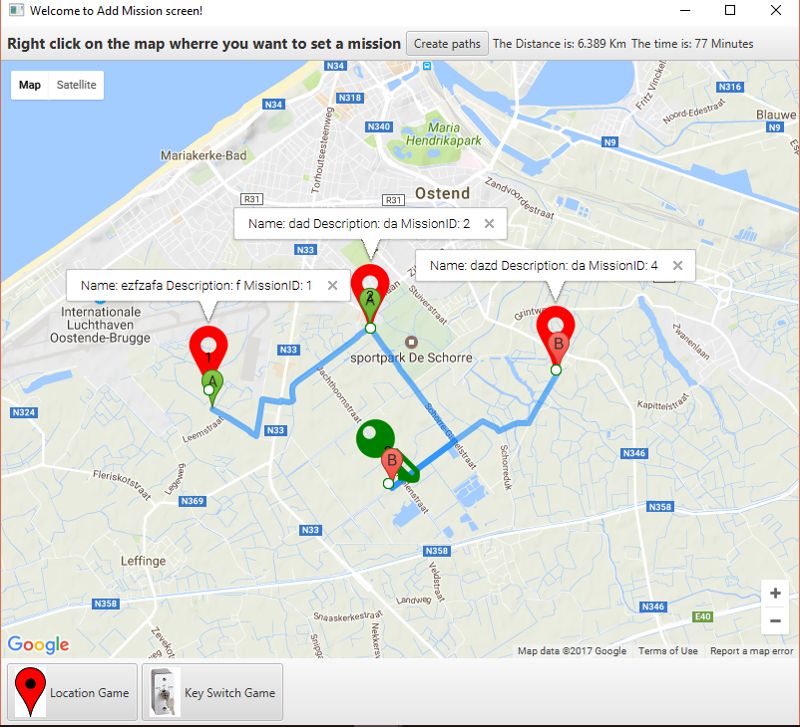 Welcome to Add Mission screen!
Right click on the map wherre you want to set a mission Create paths The Distance is: 6.389 Km The time is: 77 Minutes
Map Satellite
N34
N318
N34
N340
Maria
Hendrikapark
N316
Fritz Vinckel
Noord-Edestraat
Blauwe
N9
N9
Mariakerke-Bad
Torhoutsesteenweg
R31
R31
Ostend
Zandvoordestraat
Name: dad Description: da MissionID: 2
N33
Name: dazd Description: da MissionID: 4
Name: ezfzafa Description: f MissionID: 1
Internationale
Luchthaven
Oostende-Brugge
Stuiverstraat
2
A
B
1
A
N33
sportpark De Schorre
Zwanenlaan
Kapittelstraat
N324
Leemstraat
N33
N346
Schorredijk
B
Legeweg
Fleriskotstraat
N369
N33
N358
Leffinge
N358
Veldstraat
Landweg
N358
N346
E40
Snaaskerkestraat
Google
Map data ©2017 Google Terms of Use Report a map error
Location Game Key Switch Game